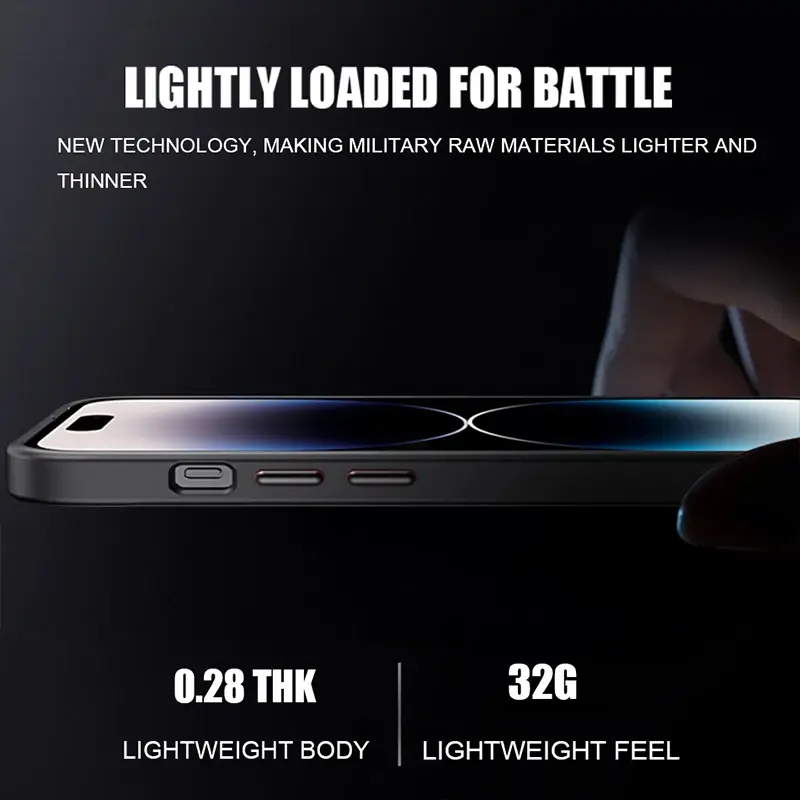 LIGHTLY LOADED FOR BATTLE
NEW TECHNOLOGY, MAKING MILITARY RAW MATERIALS LIGHTER AND
THINNER
0.28 THK
32G
LIGHTWEIGHT BODY
LIGHTWEIGHT FEEL